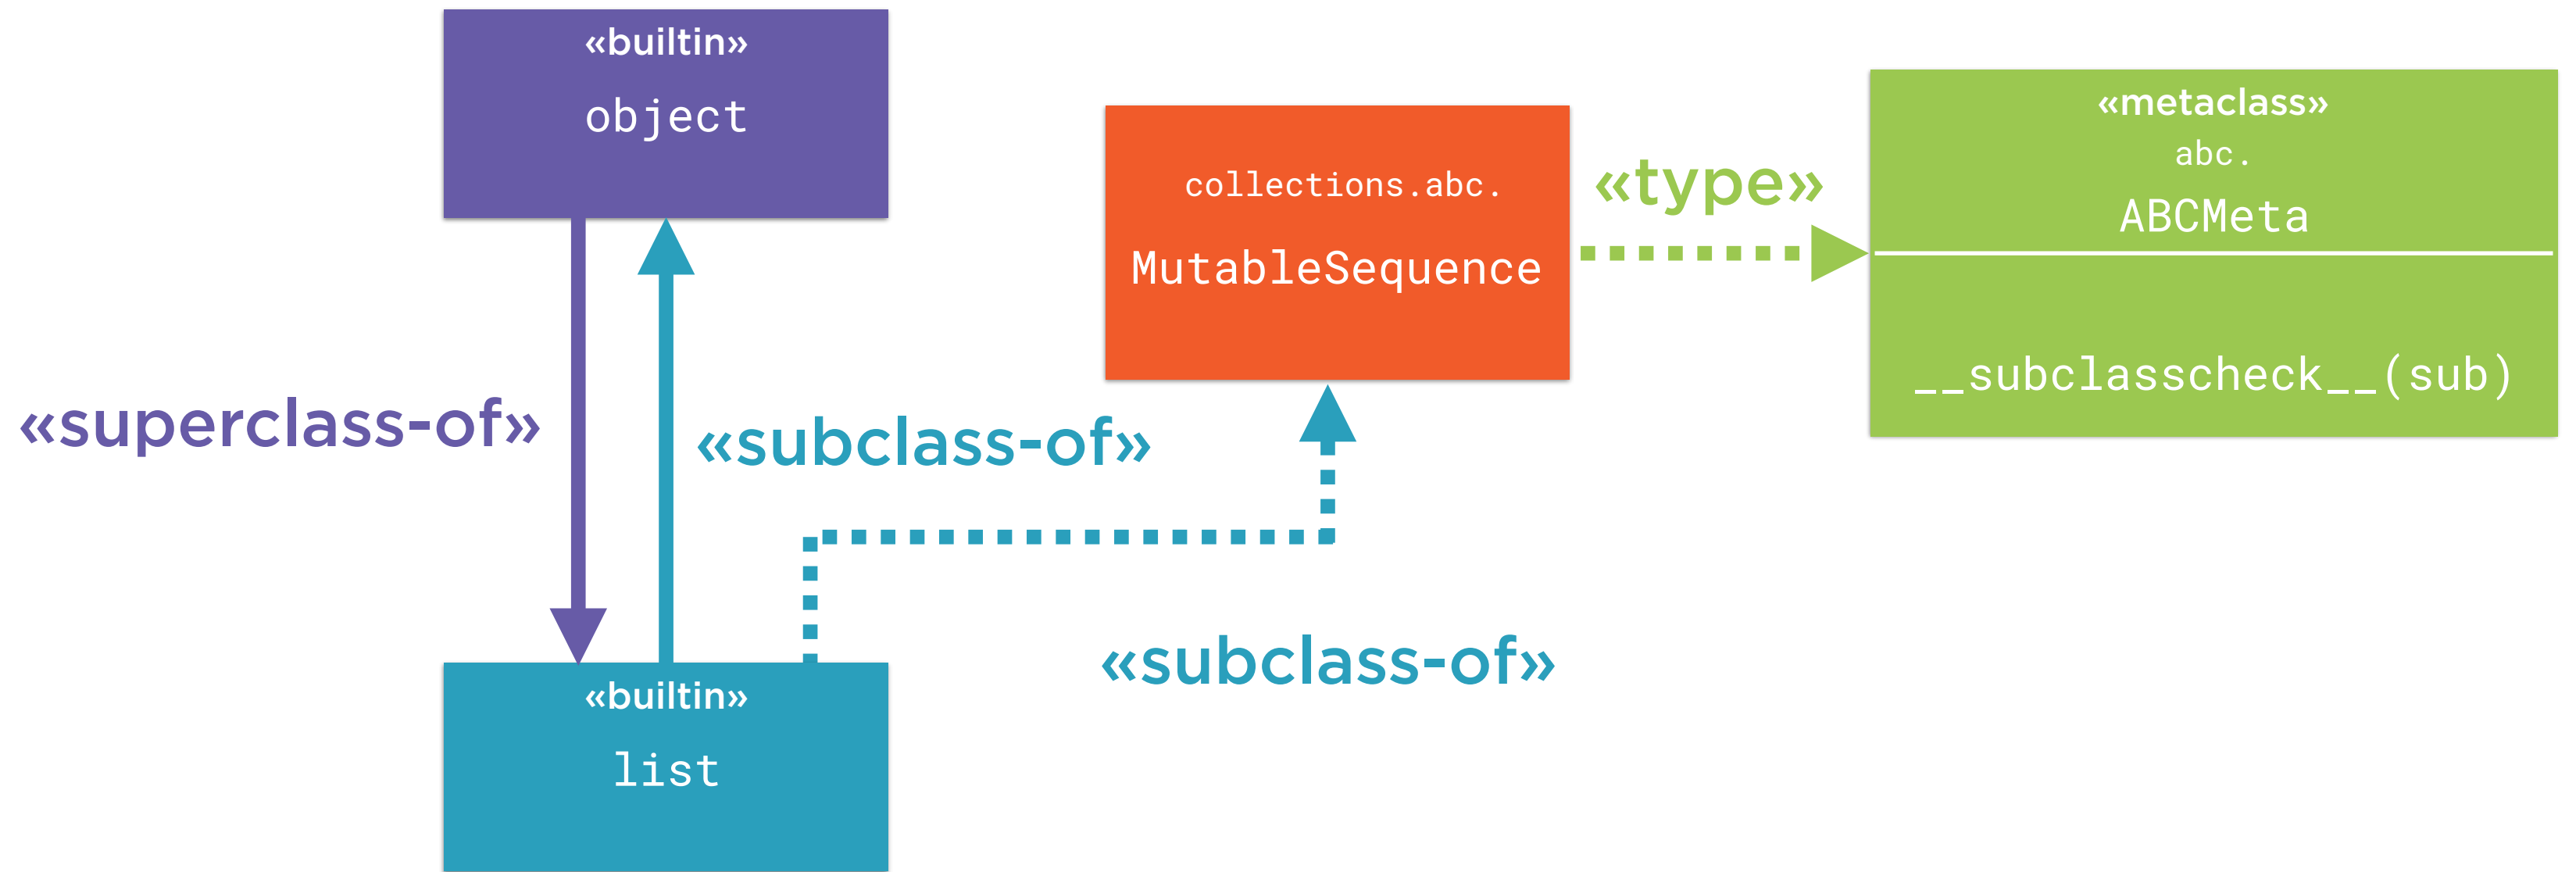 «builtin»
object
«superclass-of»
«subclass-of»
«builtin»
list
collections.abc.
MutableSequence
«subclass-of»
«type»
«metaclass»
abc.
ABCMeta
__subclasscheck__(sub)